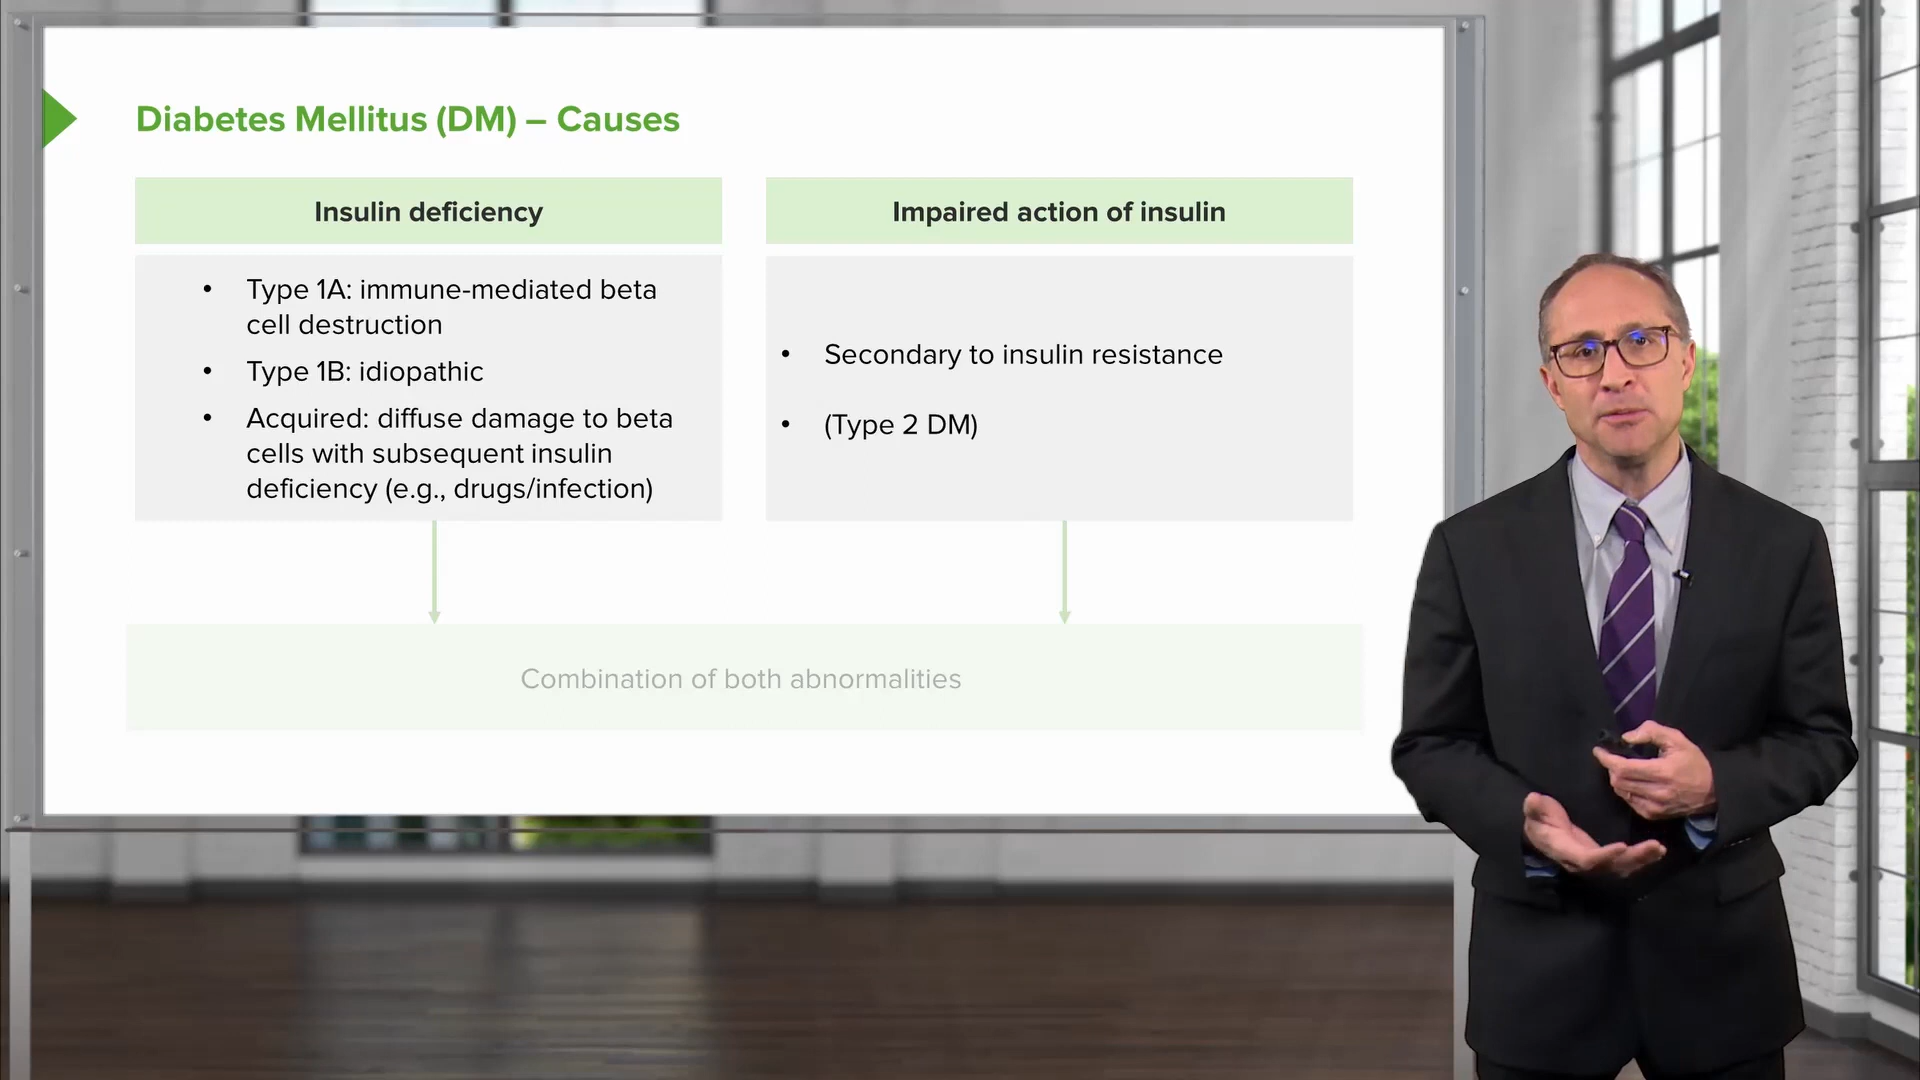 Diabetes Mellitus (DM) – Causes
Insulin deficiency
• Type 1A: immune-mediated beta
cell destruction
• Type 1B: idiopathic
• Acquired: diffuse damage to beta
cells with subsequent insulin
deficiency (e.g., drugs/infection)
Impaired action of insulin
• Secondary to insulin resistance
• (Type 2 DM)
Combination of both abnormalities